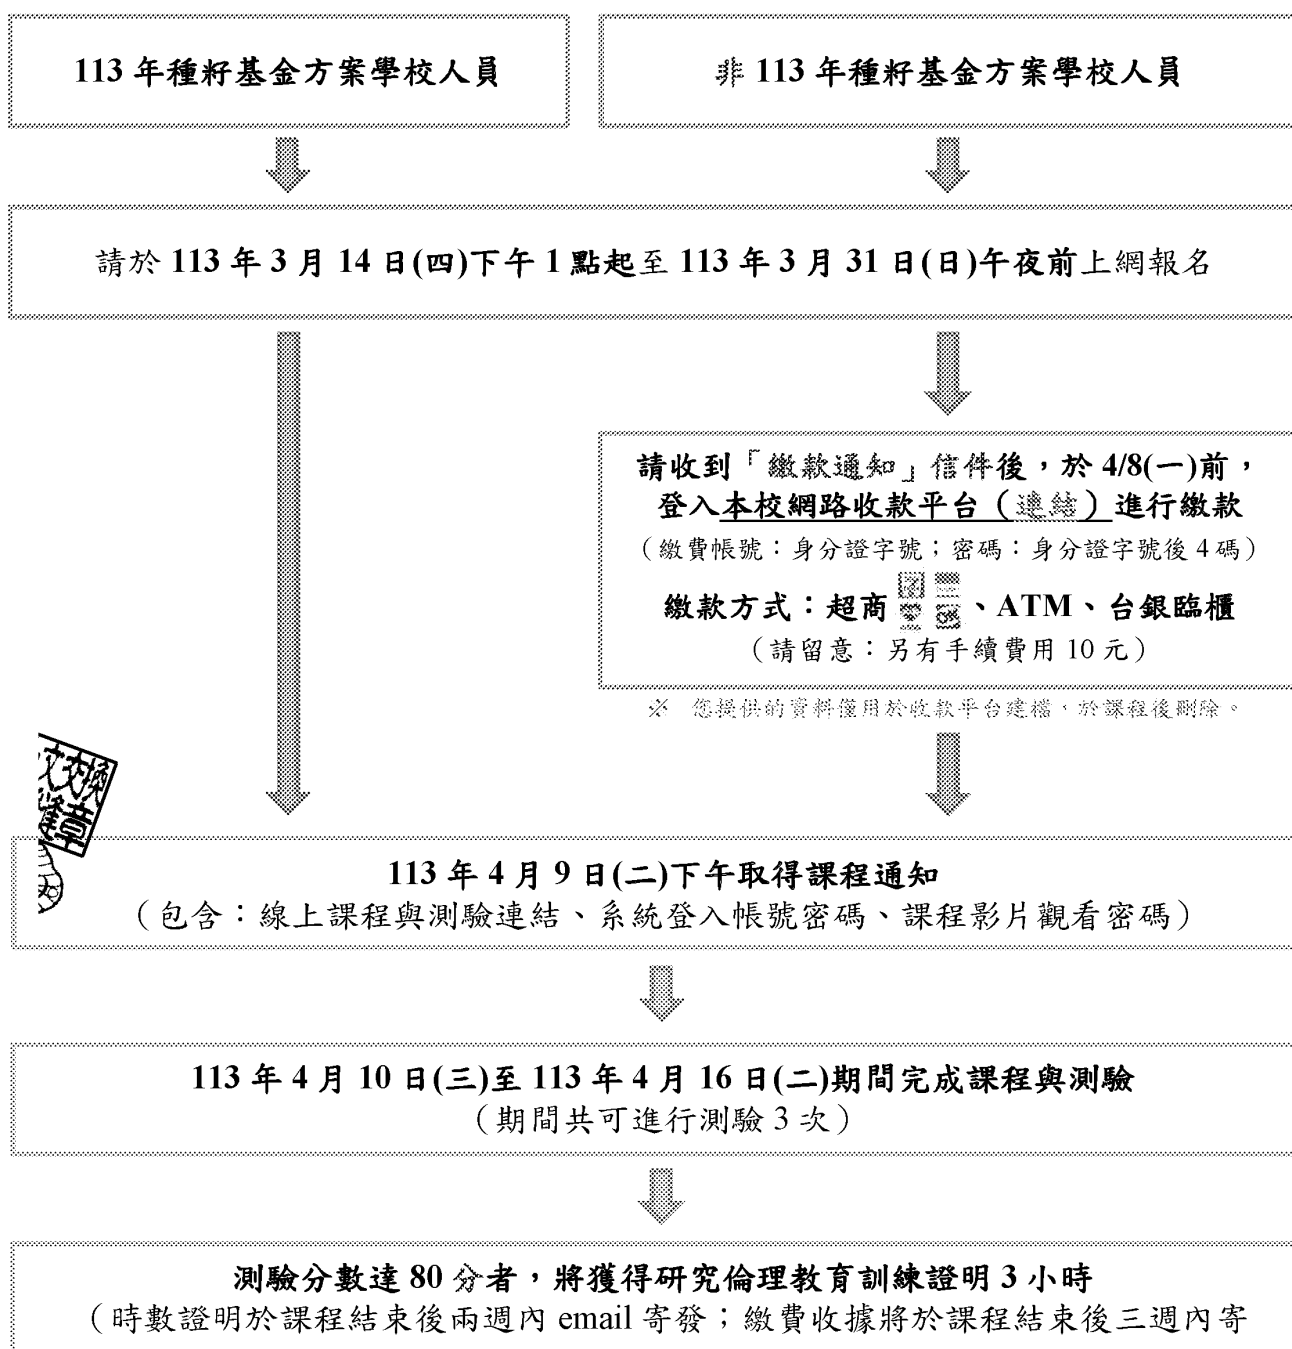 113 年種籽基金方案學校人員
非 113 年種籽基金方案學校人員
請於 113 年 3 月 14 日(四)下午 1 點起至 113 年 3 月 31 日(日)午夜前上網報名
請收到「繳款通知」信件後，於 4/8(一)前，
登入本校網路收款平台（連結）進行繳款
（繳費帳號：身分證字號；密碼：身分證字號後 4 碼）
繳款方式：超商、ATM、台銀臨櫃
（請留意：另有手續費用 10 元）
※ 您提供的資料僅用於收款平台建檔，於課程後刪除。
文交換
縫章
113 年 4 月 9 日(二)下午取得課程通知
（包含：線上課程與測驗連結、系統登入帳號密碼、課程影片觀看密碼）
113 年 4 月 10 日(三)至 113 年 4 月 16 日(二)期間完成課程與測驗
（期間共可進行測驗 3 次）
測驗分數達 80 分者，將獲得研究倫理教育訓練證明 3 小時
（時數證明於課程結束後兩週內 email 寄發；繳費收據將於課程結束後三週內寄